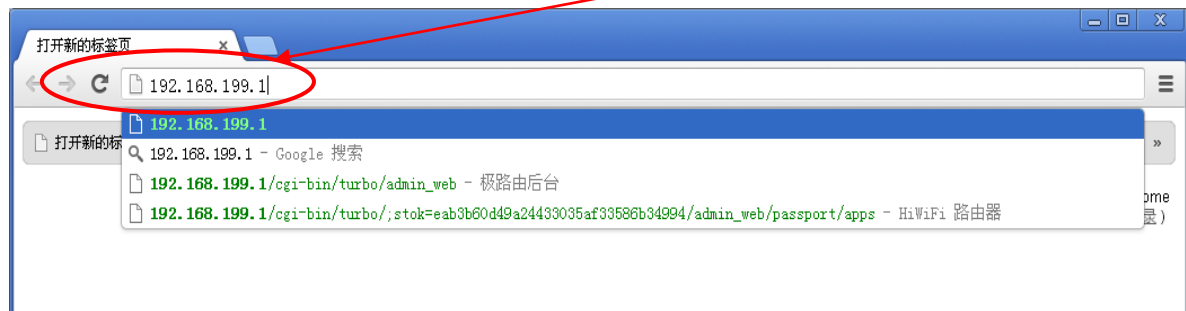 打开新的标签页
192.168.199.1
192.168.199.1
192.168.199.1 - Google 搜索
192.168.199.1/cgi-bin/turbo/admin_web - 极路由后台
192.168.199.1/cgi-bin/turbo/;stok=eab3b60d49a24433035af33586b34994/admin_web/passport/apps - HiWiFi 路由器
打开新的标
»
ome
录)